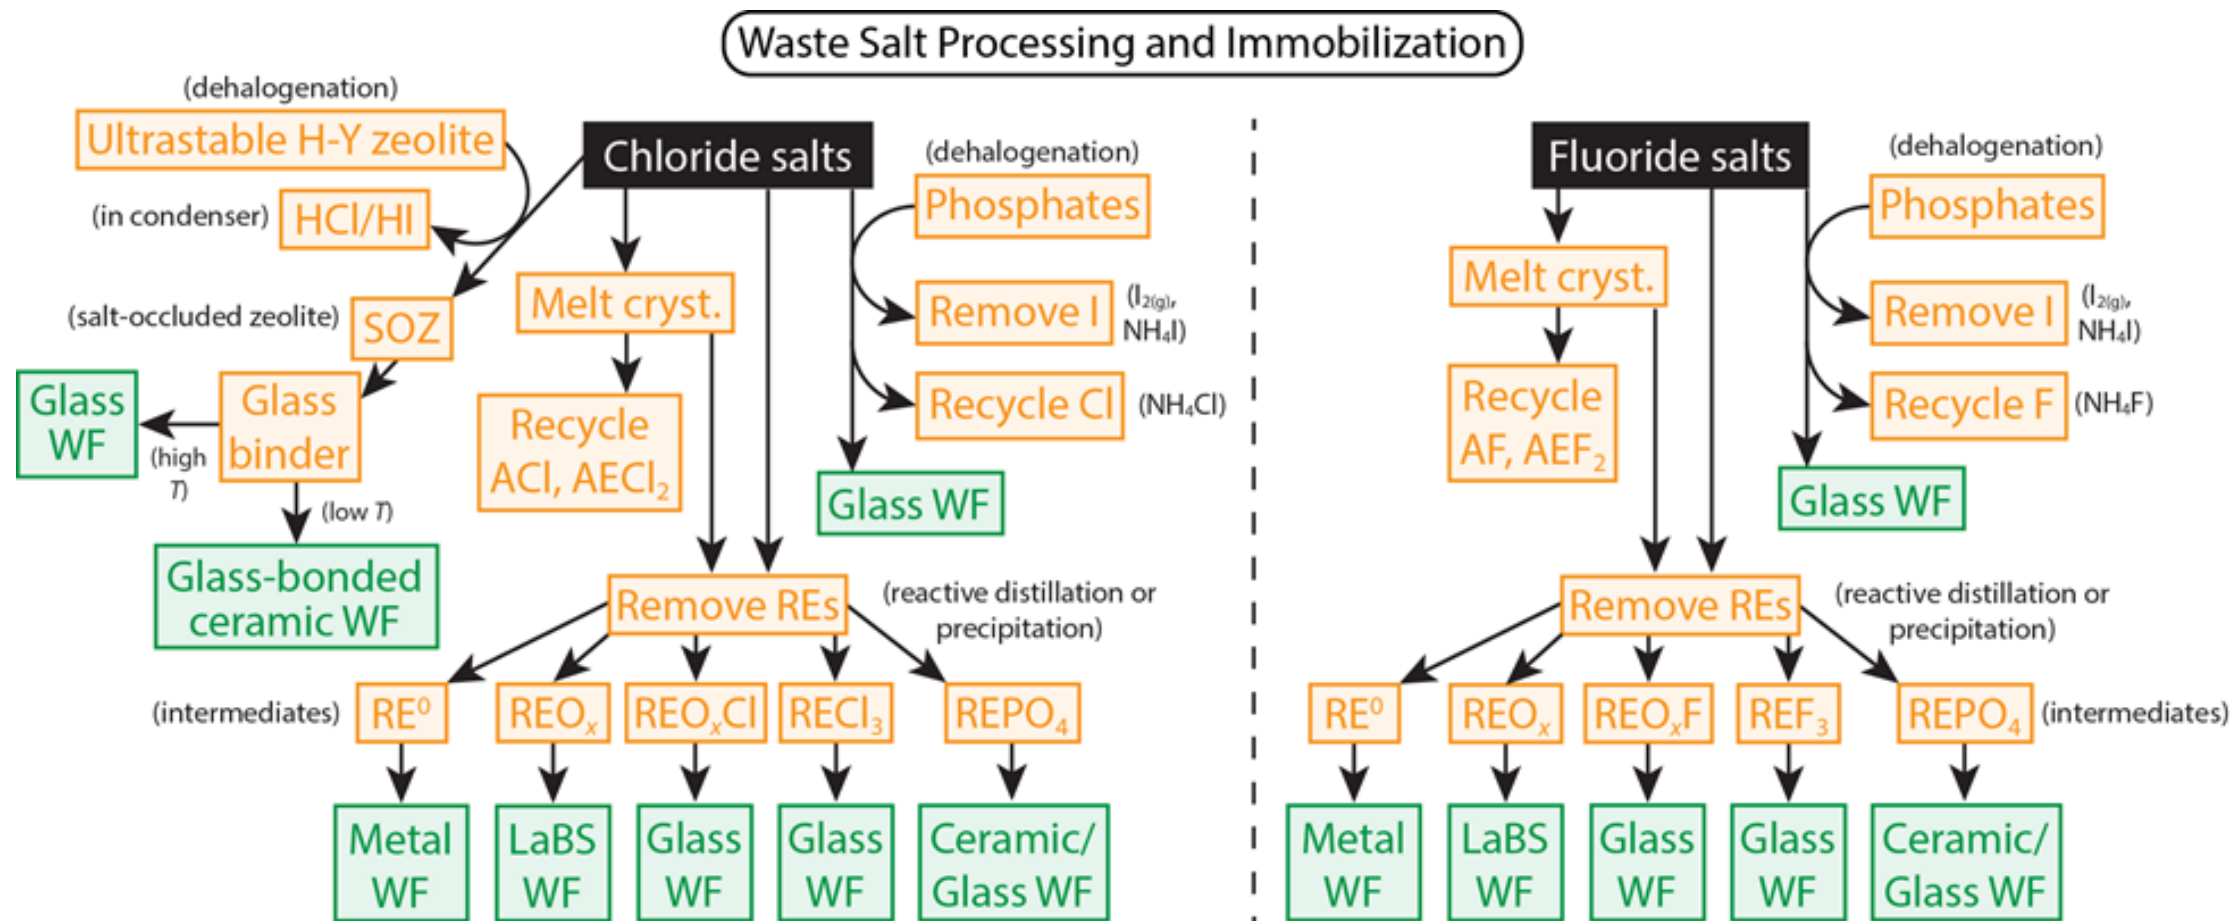 Waste Salt Processing and Immobilization
(dehalogenation)
Ultrastable H-Y zeolite
(in condenser)
HCl/HI
(salt-occluded zeolite)
SOZ
Glass
binder
Glass
WF
(high
T)
(low T)
Glass-bonded
ceramic WF
Chloride salts
Melt cryst.
Recycle
ACl, AECl₂
(dehalogenation)
Phosphates
Remove I
(I₂₍g₎,
NH₄I)
Recycle Cl
(NH₄Cl)
Glass WF
Remove REs
(reactive distillation or
precipitation)
(intermediates)
RE⁰
REOₓ
REOₓCl
RECl₃
REPO₄
Metal
WF
LaBS
WF
Glass
WF
Glass
WF
Ceramic/
Glass WF
Fluoride salts
Melt cryst.
Recycle
AF, AEF₂
(dehalogenation)
Phosphates
Remove I
(I₂₍g₎,
NH₄I)
Recycle F
(NH₄F)
Glass WF
Remove REs
(reactive distillation or
precipitation)
RE⁰
REOₓ
REOₓF
REF₃
REPO₄
(intermediates)
Metal
WF
LaBS
WF
Glass
WF
Glass
WF
Ceramic/
Glass WF